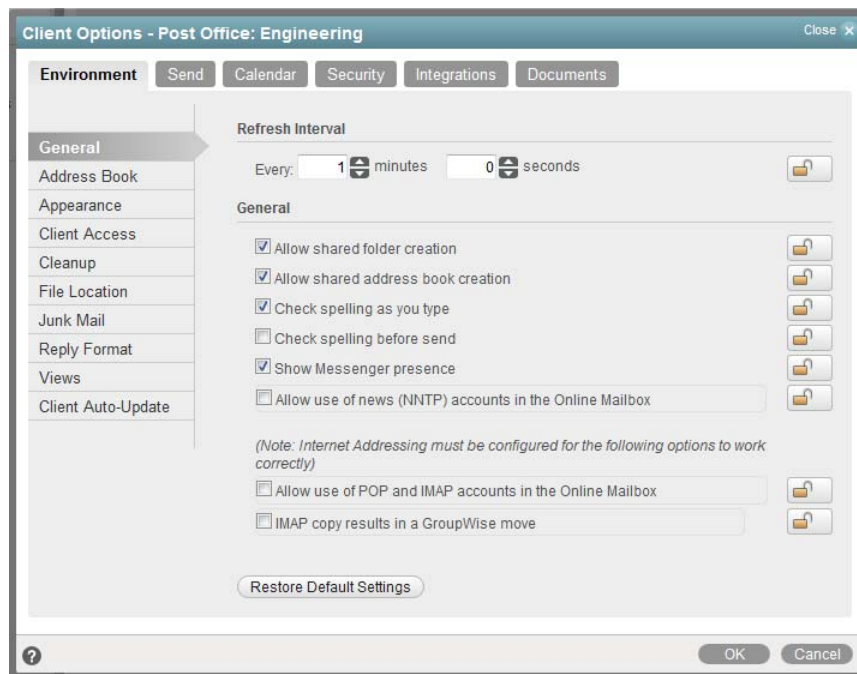 Client Options - Post Office: Engineering
Close x
Environment Send Calendar Security Integrations Documents
General
Address Book
Appearance
Client Access
Cleanup
File Location
Junk Mail
Reply Format
Views
Client Auto-Update
Refresh Interval
Every: 1 minutes 0 seconds
General
Allow shared folder creation
Allow shared address book creation
Check spelling as you type
Check spelling before send
Show Messenger presence
Allow use of news (NNTP) accounts in the Online Mailbox
(Note: Internet Addressing must be configured for the following options to work
correctly)
Allow use of POP and IMAP accounts in the Online Mailbox
IMAP copy results in a GroupWise move
Restore Default Settings
?
OK Cancel